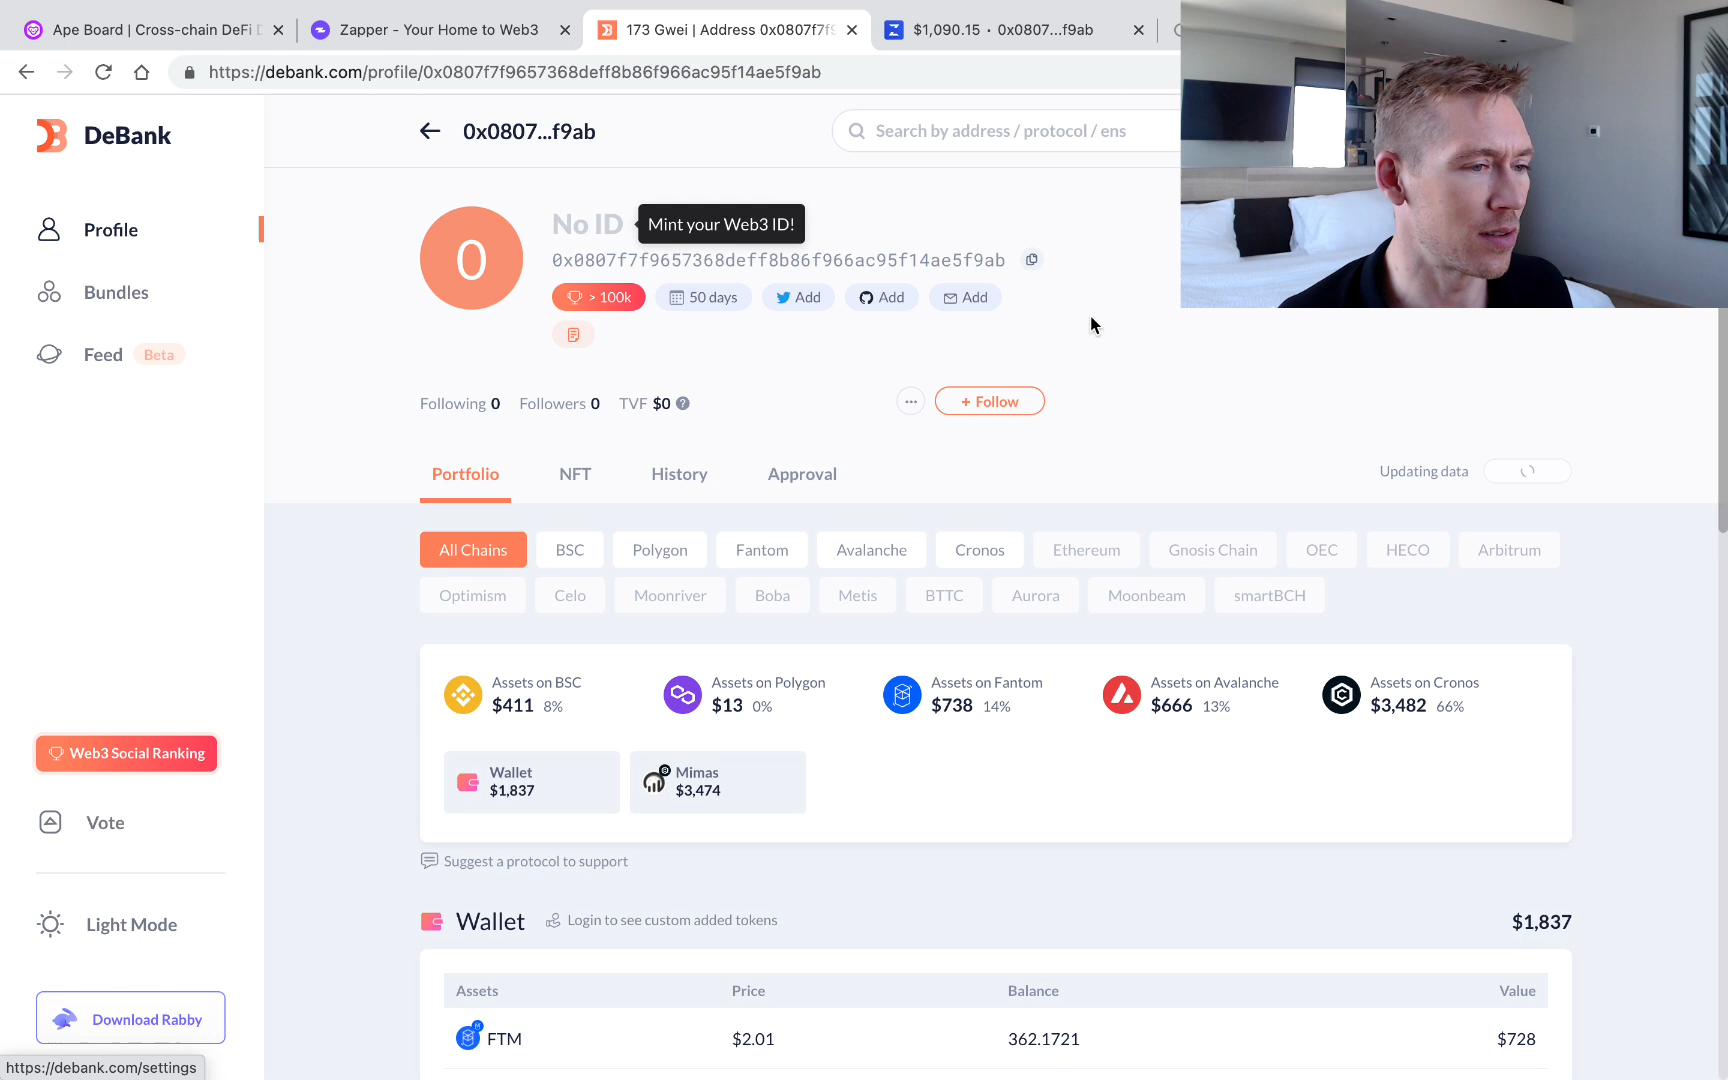 Ape Board | Cross-chain DeFi D
Zapper - Your Home to Web3
173 Gwei | Address 0x0807f7f9
$1,090.15 · 0x0807...f9ab
https://debank.com/profile/0x0807f7f9657368deff8b86f966ac95f14ae5f9ab
DeBank
0x0807...f9ab
Search by address / protocol / ens
Profile
Bundles
Feed Beta
0
No ID
Mint your Web3 ID!
0x0807f7f9657368deff8b86f966ac95f14ae5f9ab
> 100k
50 days
Add
Add
Add
Following 0
Followers 0
TVF $0 ?
+ Follow
Portfolio
NFT
History
Approval
Updating data
All Chains
BSC
Polygon
Fantom
Avalanche
Cronos
Ethereum
Gnosis Chain
OEC
HECO
Arbitrum
Optimism
Celo
Moonriver
Boba
Metis
BTTC
Aurora
Moonbeam
smartBCH
Assets on BSC
$411 8%
Assets on Polygon
$13 0%
Assets on Fantom
$738 14%
Assets on Avalanche
$666 13%
Assets on Cronos
$3,482 66%
Wallet
$1,837
Mimas
$3,474
Suggest a protocol to support
Web3 Social Ranking
Vote
Light Mode
Download Rabby
Wallet
Login to see custom added tokens
$1,837
Assets
Price
Balance
Value
FTM
$2.01
362.1721
$728
https://debank.com/settings